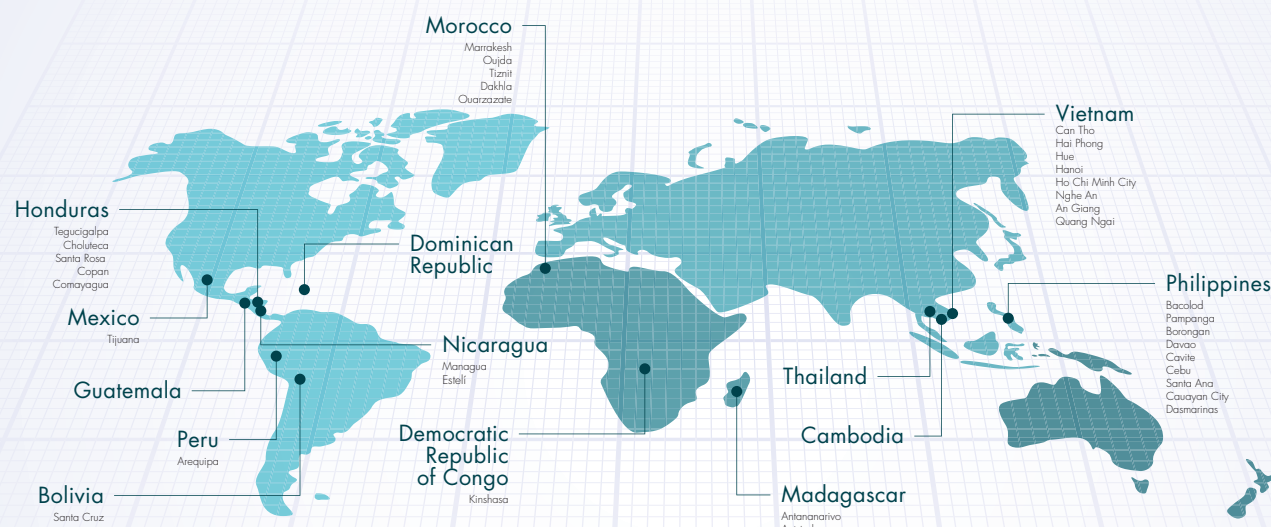 Morocco
Marrakesh
Oujda
Tiznit
Dakhla
Ouarzazate
Vietnam
Can Tho
Hai Phong
Hue
Hanoi
Ho Chi Minh City
Nghe An
An Giang
Quang Ngai
Honduras
Tegucigalpa
Choluteca
Santa Rosa
Copan
Comayagua
Dominican
Republic
Philippines
Bacolod
Pampanga
Borongan
Davao
Cavite
Cebu
Santa Ana
Cauayan City
Dasmarinas
Mexico
Tijuana
Nicaragua
Managua
Estelí
Guatemala
Thailand
Peru
Arequipa
Democratic
Republic
of Congo
Kinshasa
Cambodia
Bolivia
Santa Cruz
Madagascar
Antananarivo